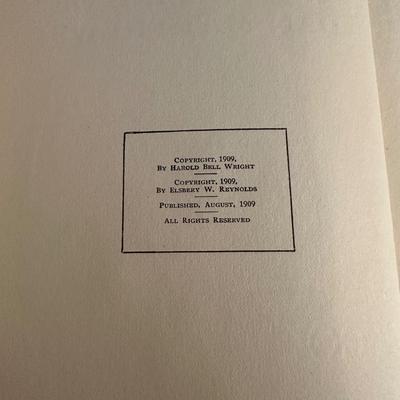 Copyright, 1909,
By Harold Bell Wright
Copyright, 1909,
By Elsbery W. Reynolds
Published, August, 1909
All Rights Reserved